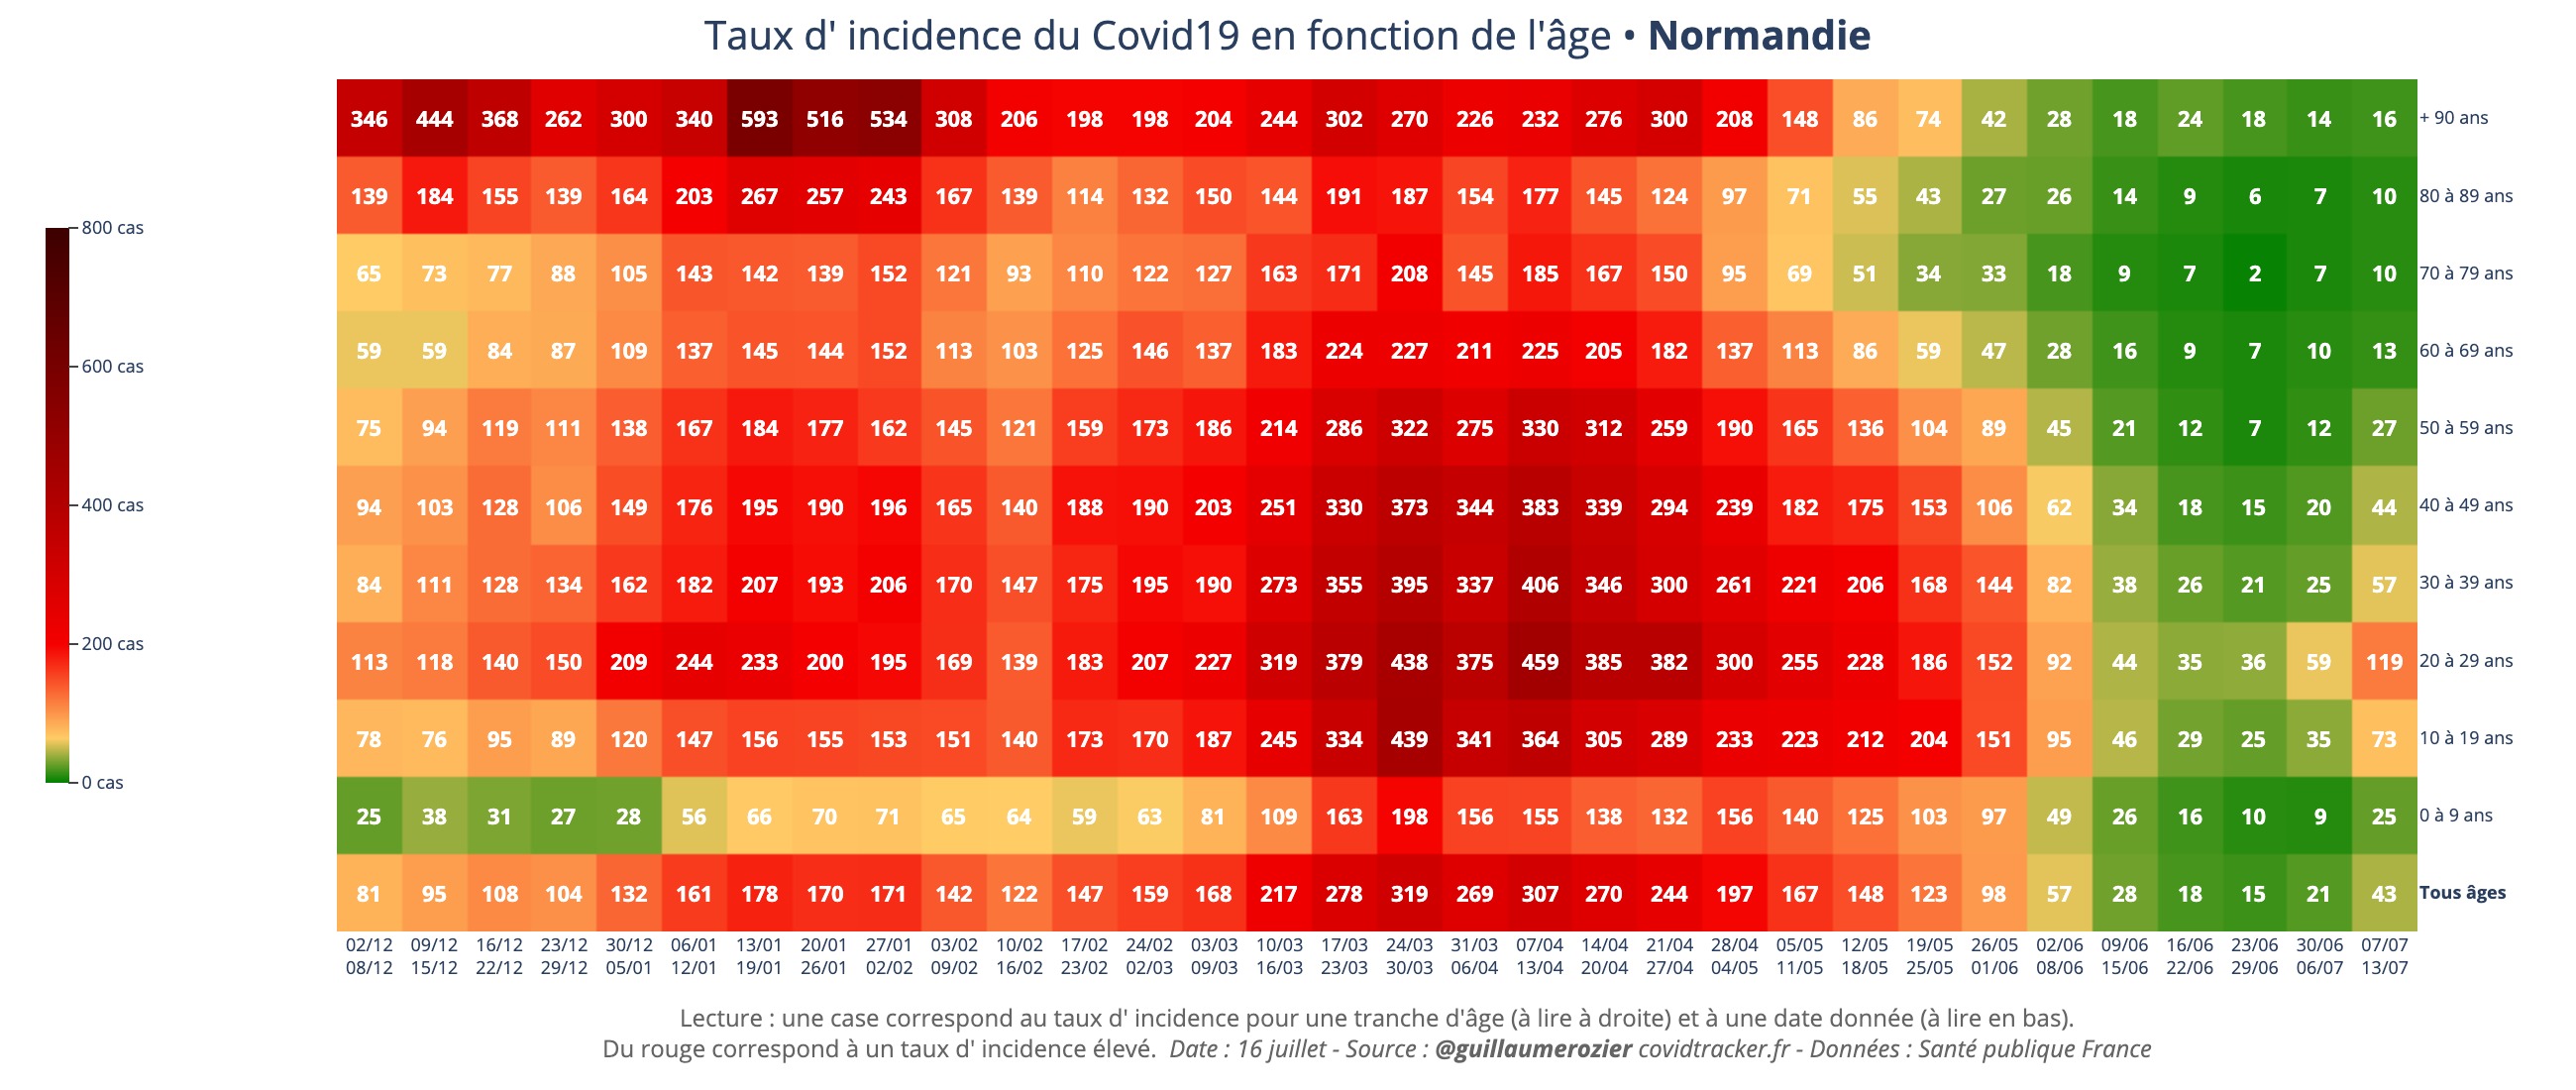 Taux d' incidence du Covid19 en fonction de l'âge • Normandie
346 444 368 262 300 340 593 516 534 308 206 198 198 204 244 302 270 226 232 276 300 208 148 86 74 42 28 18 24 18 14 16 + 90 ans
139 184 155 139 164 203 267 257 243 167 139 114 132 150 144 191 187 154 177 145 124 97 71 55 43 27 26 14 9 6 7 10 80 à 89 ans
800 cas
65 73 77 88 105 143 142 139 152 121 93 110 122 127 163 171 208 145 185 167 150 95 69 51 34 33 18 9 7 2 7 10 70 à 79 ans
59 59 84 87 109 137 145 144 152 113 103 125 146 137 183 224 227 211 225 205 182 137 113 86 59 47 28 16 9 7 10 13 60 à 69 ans
600 cas
75 94 119 111 138 167 184 177 162 145 121 159 173 186 214 286 322 275 330 312 259 190 165 136 104 89 45 21 12 7 12 27 50 à 59 ans
400 cas
94 103 128 106 149 176 195 190 196 165 140 188 190 203 251 330 373 344 383 339 294 239 182 175 153 106 62 34 18 15 20 44 40 à 49 ans
84 111 128 134 162 182 207 193 206 170 147 175 195 190 273 355 395 337 406 346 300 261 221 206 168 144 82 38 26 21 25 57 30 à 39 ans
200 cas
113 118 140 150 209 244 233 200 195 169 139 183 207 227 319 379 438 375 459 385 382 300 255 228 186 152 92 44 35 36 59 119 20 à 29 ans
78 76 95 89 120 147 156 155 153 151 140 173 170 187 245 334 439 341 364 305 289 233 223 212 204 151 95 46 29 25 35 73 10 à 19 ans
0 cas
25 38 31 27 28 56 66 70 71 65 64 59 63 81 109 163 198 156 155 138 132 156 140 125 103 97 49 26 16 10 9 25 0 à 9 ans
81 95 108 104 132 161 178 170 171 142 122 147 159 168 217 278 319 269 307 270 244 197 167 148 123 98 57 28 18 15 21 43 Tous âges
02/12 09/12 16/12 23/12 30/12 06/01 13/01 20/01 27/01 03/02 10/02 17/02 24/02 03/03 10/03 17/03 24/03 31/03 07/04 14/04 21/04 28/04 05/05 12/05 19/05 26/05 02/06 09/06 16/06 23/06 30/06 07/07
08/12 15/12 22/12 29/12 05/01 12/01 19/01 26/01 02/02 09/02 16/02 23/02 02/03 09/03 16/03 23/03 30/03 06/04 13/04 20/04 27/04 04/05 11/05 18/05 25/05 01/06 08/06 15/06 22/06 29/06 06/07 13/07
Lecture : une case correspond au taux d' incidence pour une tranche d'âge (à lire à droite) et à une date donnée (à lire en bas).
Du rouge correspond à un taux d' incidence élevé. Date : 16 juillet - Source : @guillaumerozier covidtracker.fr - Données : Santé publique France